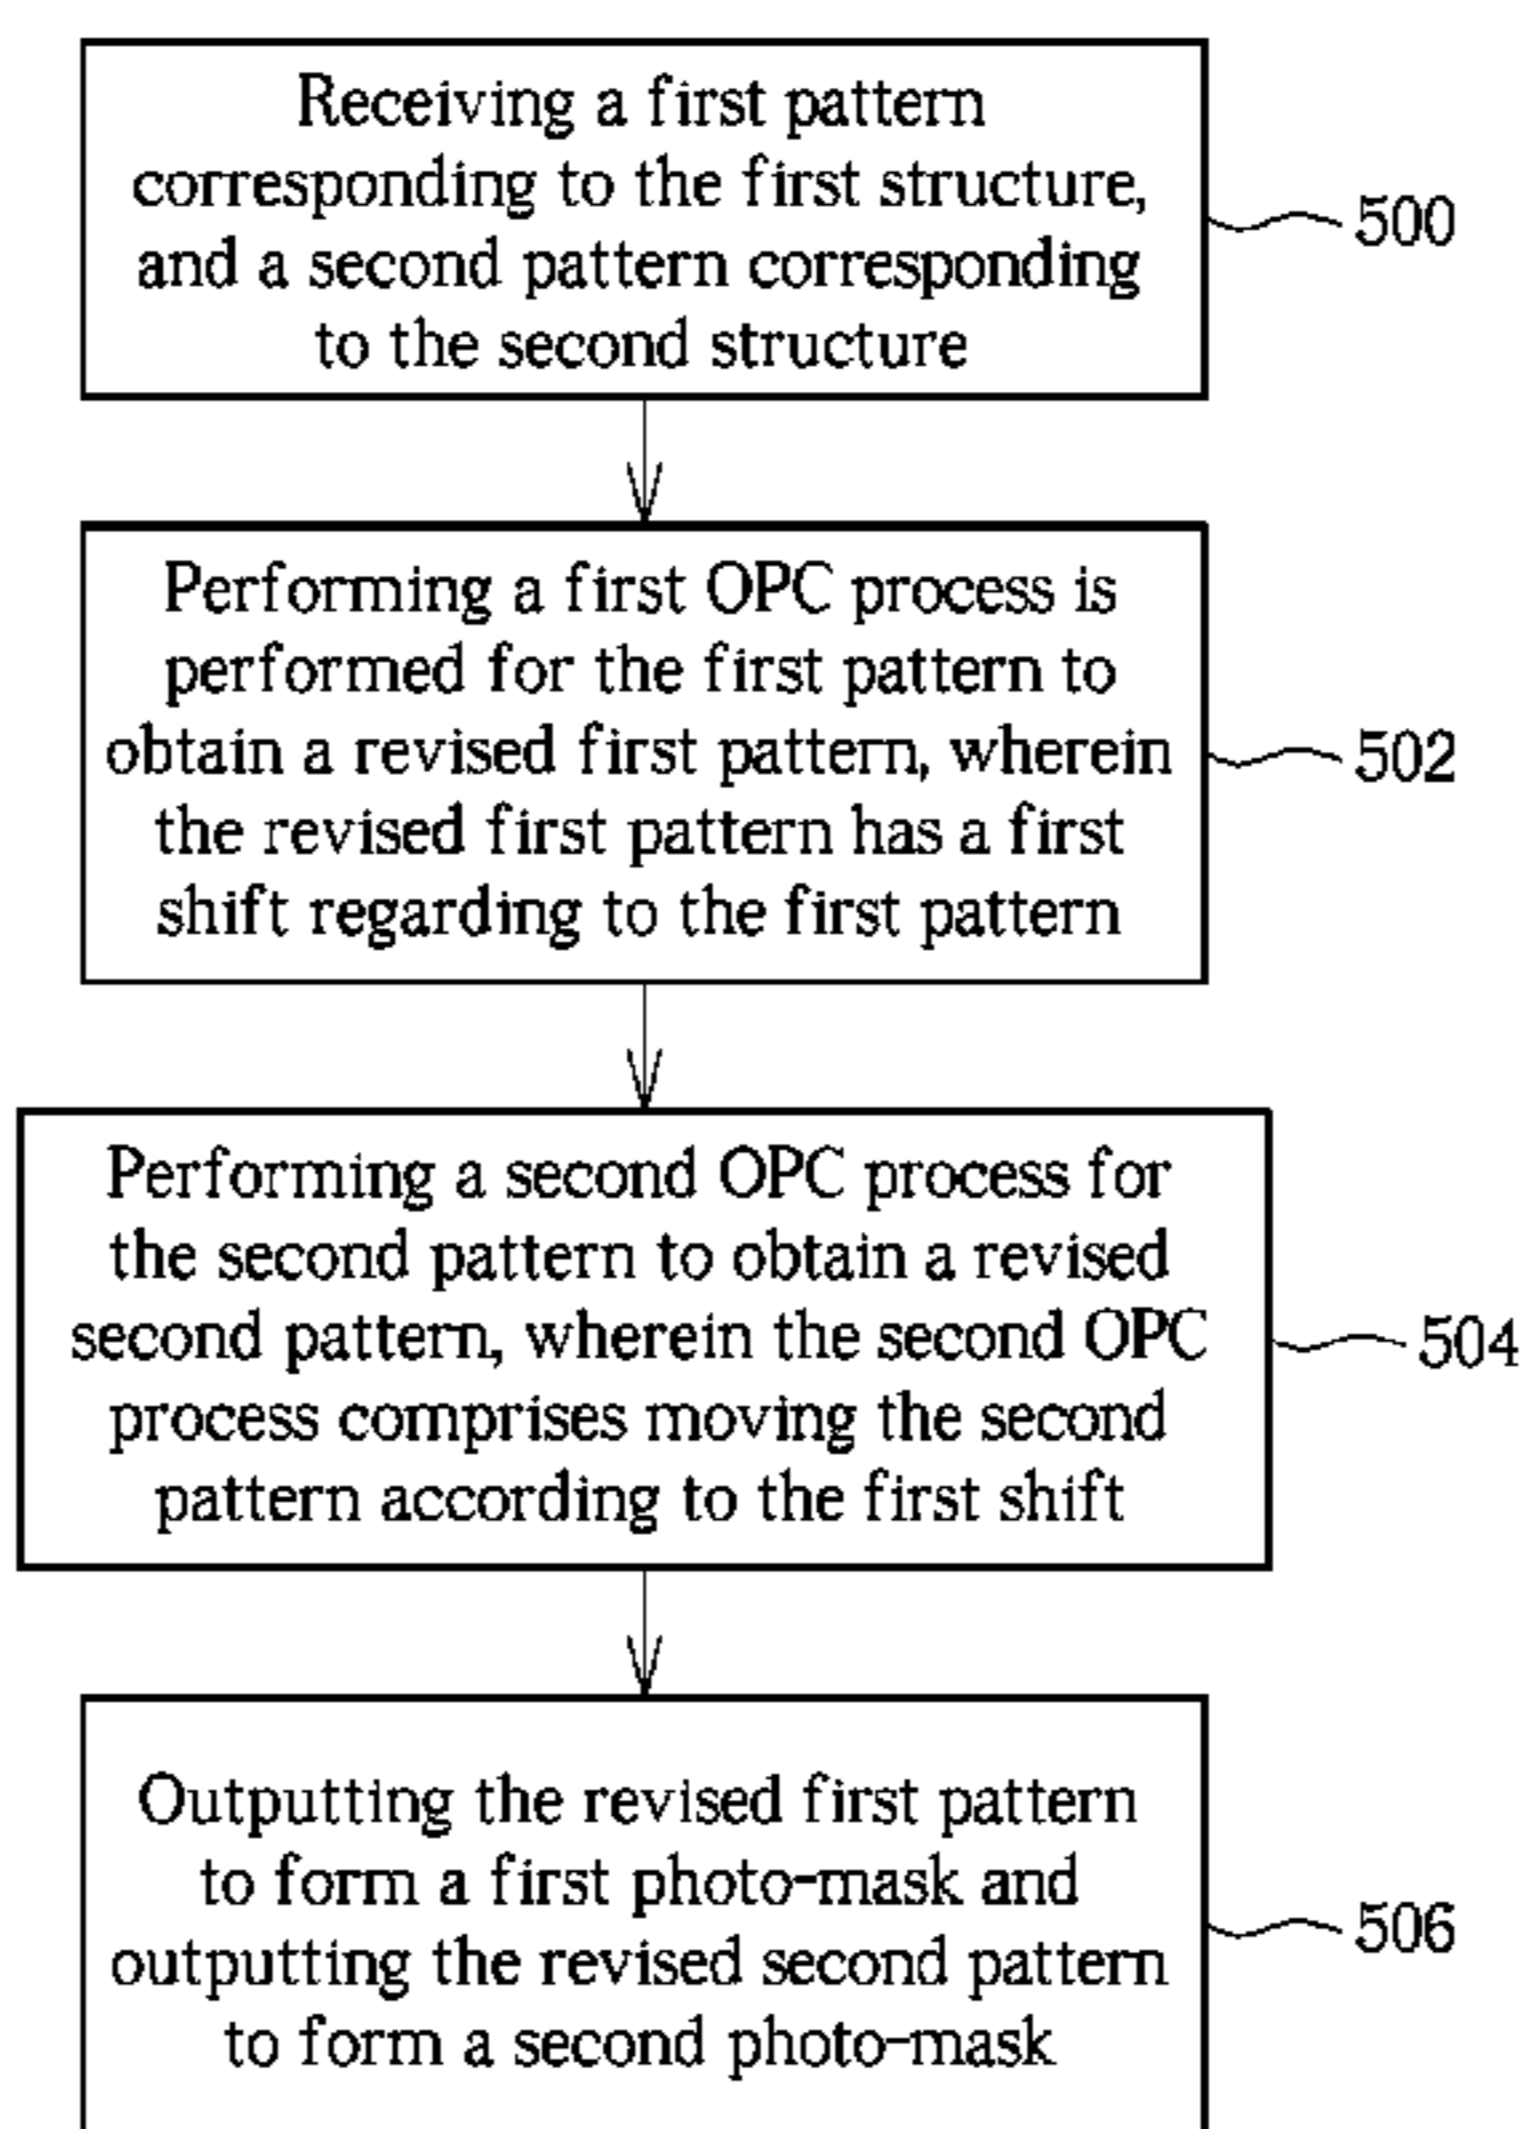 Receiving a first pattern
corresponding to the first structure,
and a second pattern corresponding
to the second structure
500
Performing a first OPC process is
performed for the first pattern to
obtain a revised first pattern, wherein
the revised first pattern has a first
shift regarding to the first pattern
502
Performing a second OPC process for
the second pattern to obtain a revised
second pattern, wherein the second OPC
process comprises moving the second
pattern according to the first shift
504
Outputting the revised first pattern
to form a first photo-mask and
outputting the revised second pattern
to form a second photo-mask
506